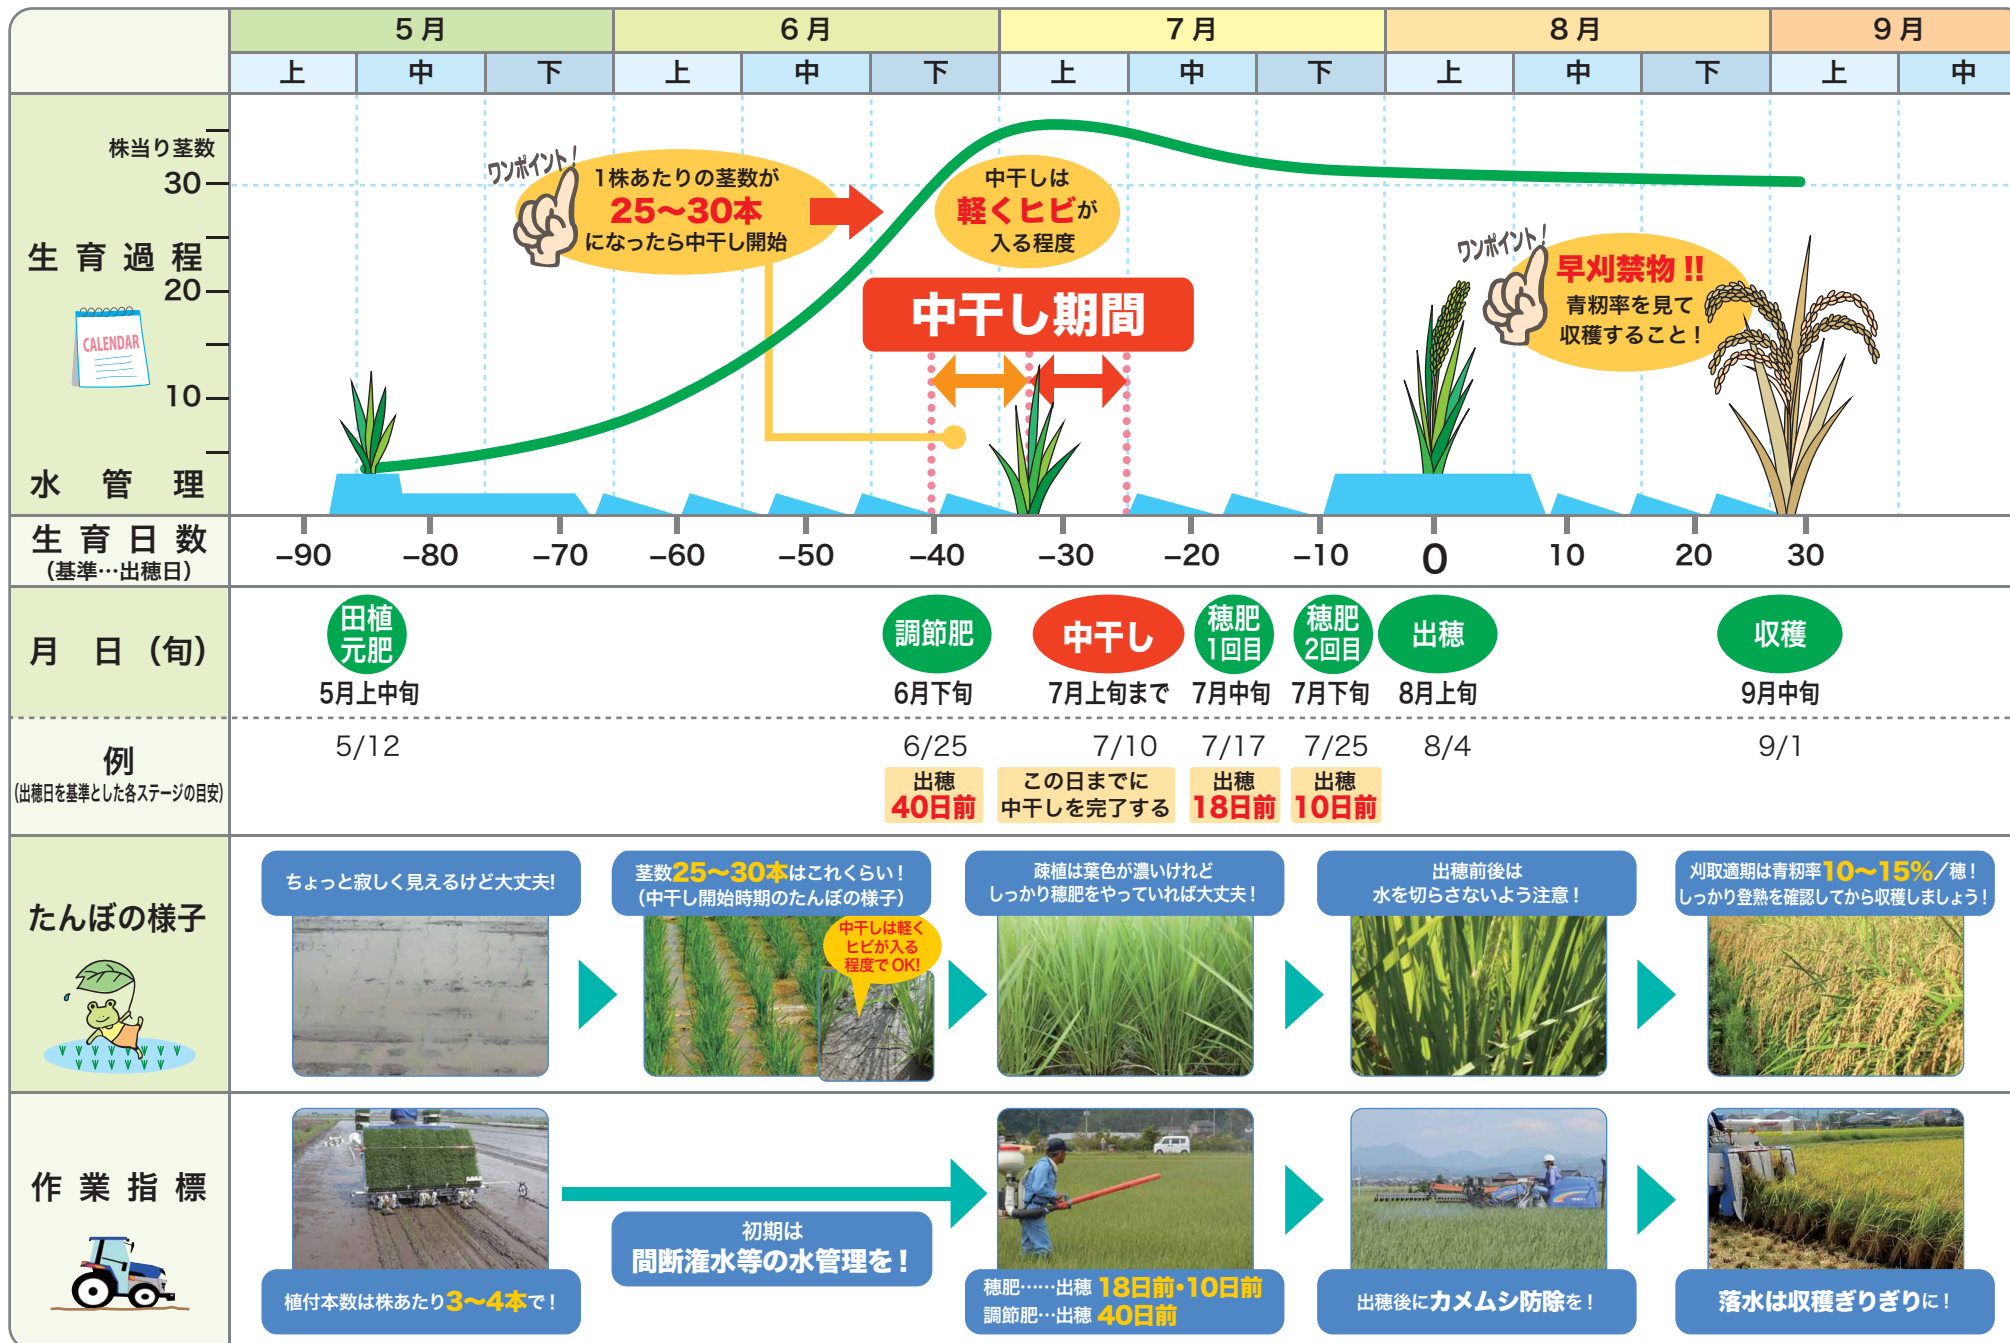 5月
6月
7月
8月
9月
上
中
下
上
中
下
上
中
下
上
中
下
上
中
株当り茎数
30
20
10
生育過程
CALENDAR
水管理
ワンポイント！
1株あたりの茎数が
25〜30本
になったら中干し開始
中干しは
軽くヒビが
入る程度
中干し期間
ワンポイント！
早刈禁物!!
青籾率を見て
収穫すること！
生育日数
（基準…出穂日）
−90
−80
−70
−60
−50
−40
−30
−20
−10
0
10
20
30
月日（旬）
田植
元肥
5月上中旬
調節肥
6月下旬
中干し
7月上旬まで
穂肥
1回目
7月中旬
穂肥
2回目
7月下旬
出穂
8月上旬
収穫
9月中旬
例
（出穂日を基準とした各ステージの目安）
5/12
6/25
出穂
40日前
7/10
この日までに
中干しを完了する
7/17
出穂
18日前
7/25
出穂
10日前
8/4
9/1
たんぼの様子
ちょっと寂しく見えるけど大丈夫!
茎数25〜30本はこれくらい！
（中干し開始時期のたんぼの様子）
中干しは軽く
ヒビが入る
程度でOK!
疎植は葉色が濃いけれど
しっかり穂肥をやっていれば大丈夫！
出穂前後は
水を切らさないよう注意！
刈取適期は青籾率10〜15%／穂！
しっかり登熟を確認してから収穫しましょう！
作業指標
植付本数は株あたり3〜4本で！
初期は
間断潅水等の水管理を！
穂肥……出穂 18日前・10日前
調節肥…出穂 40日前
出穂後にカメムシ防除を！
落水は収穫ぎりぎりに！